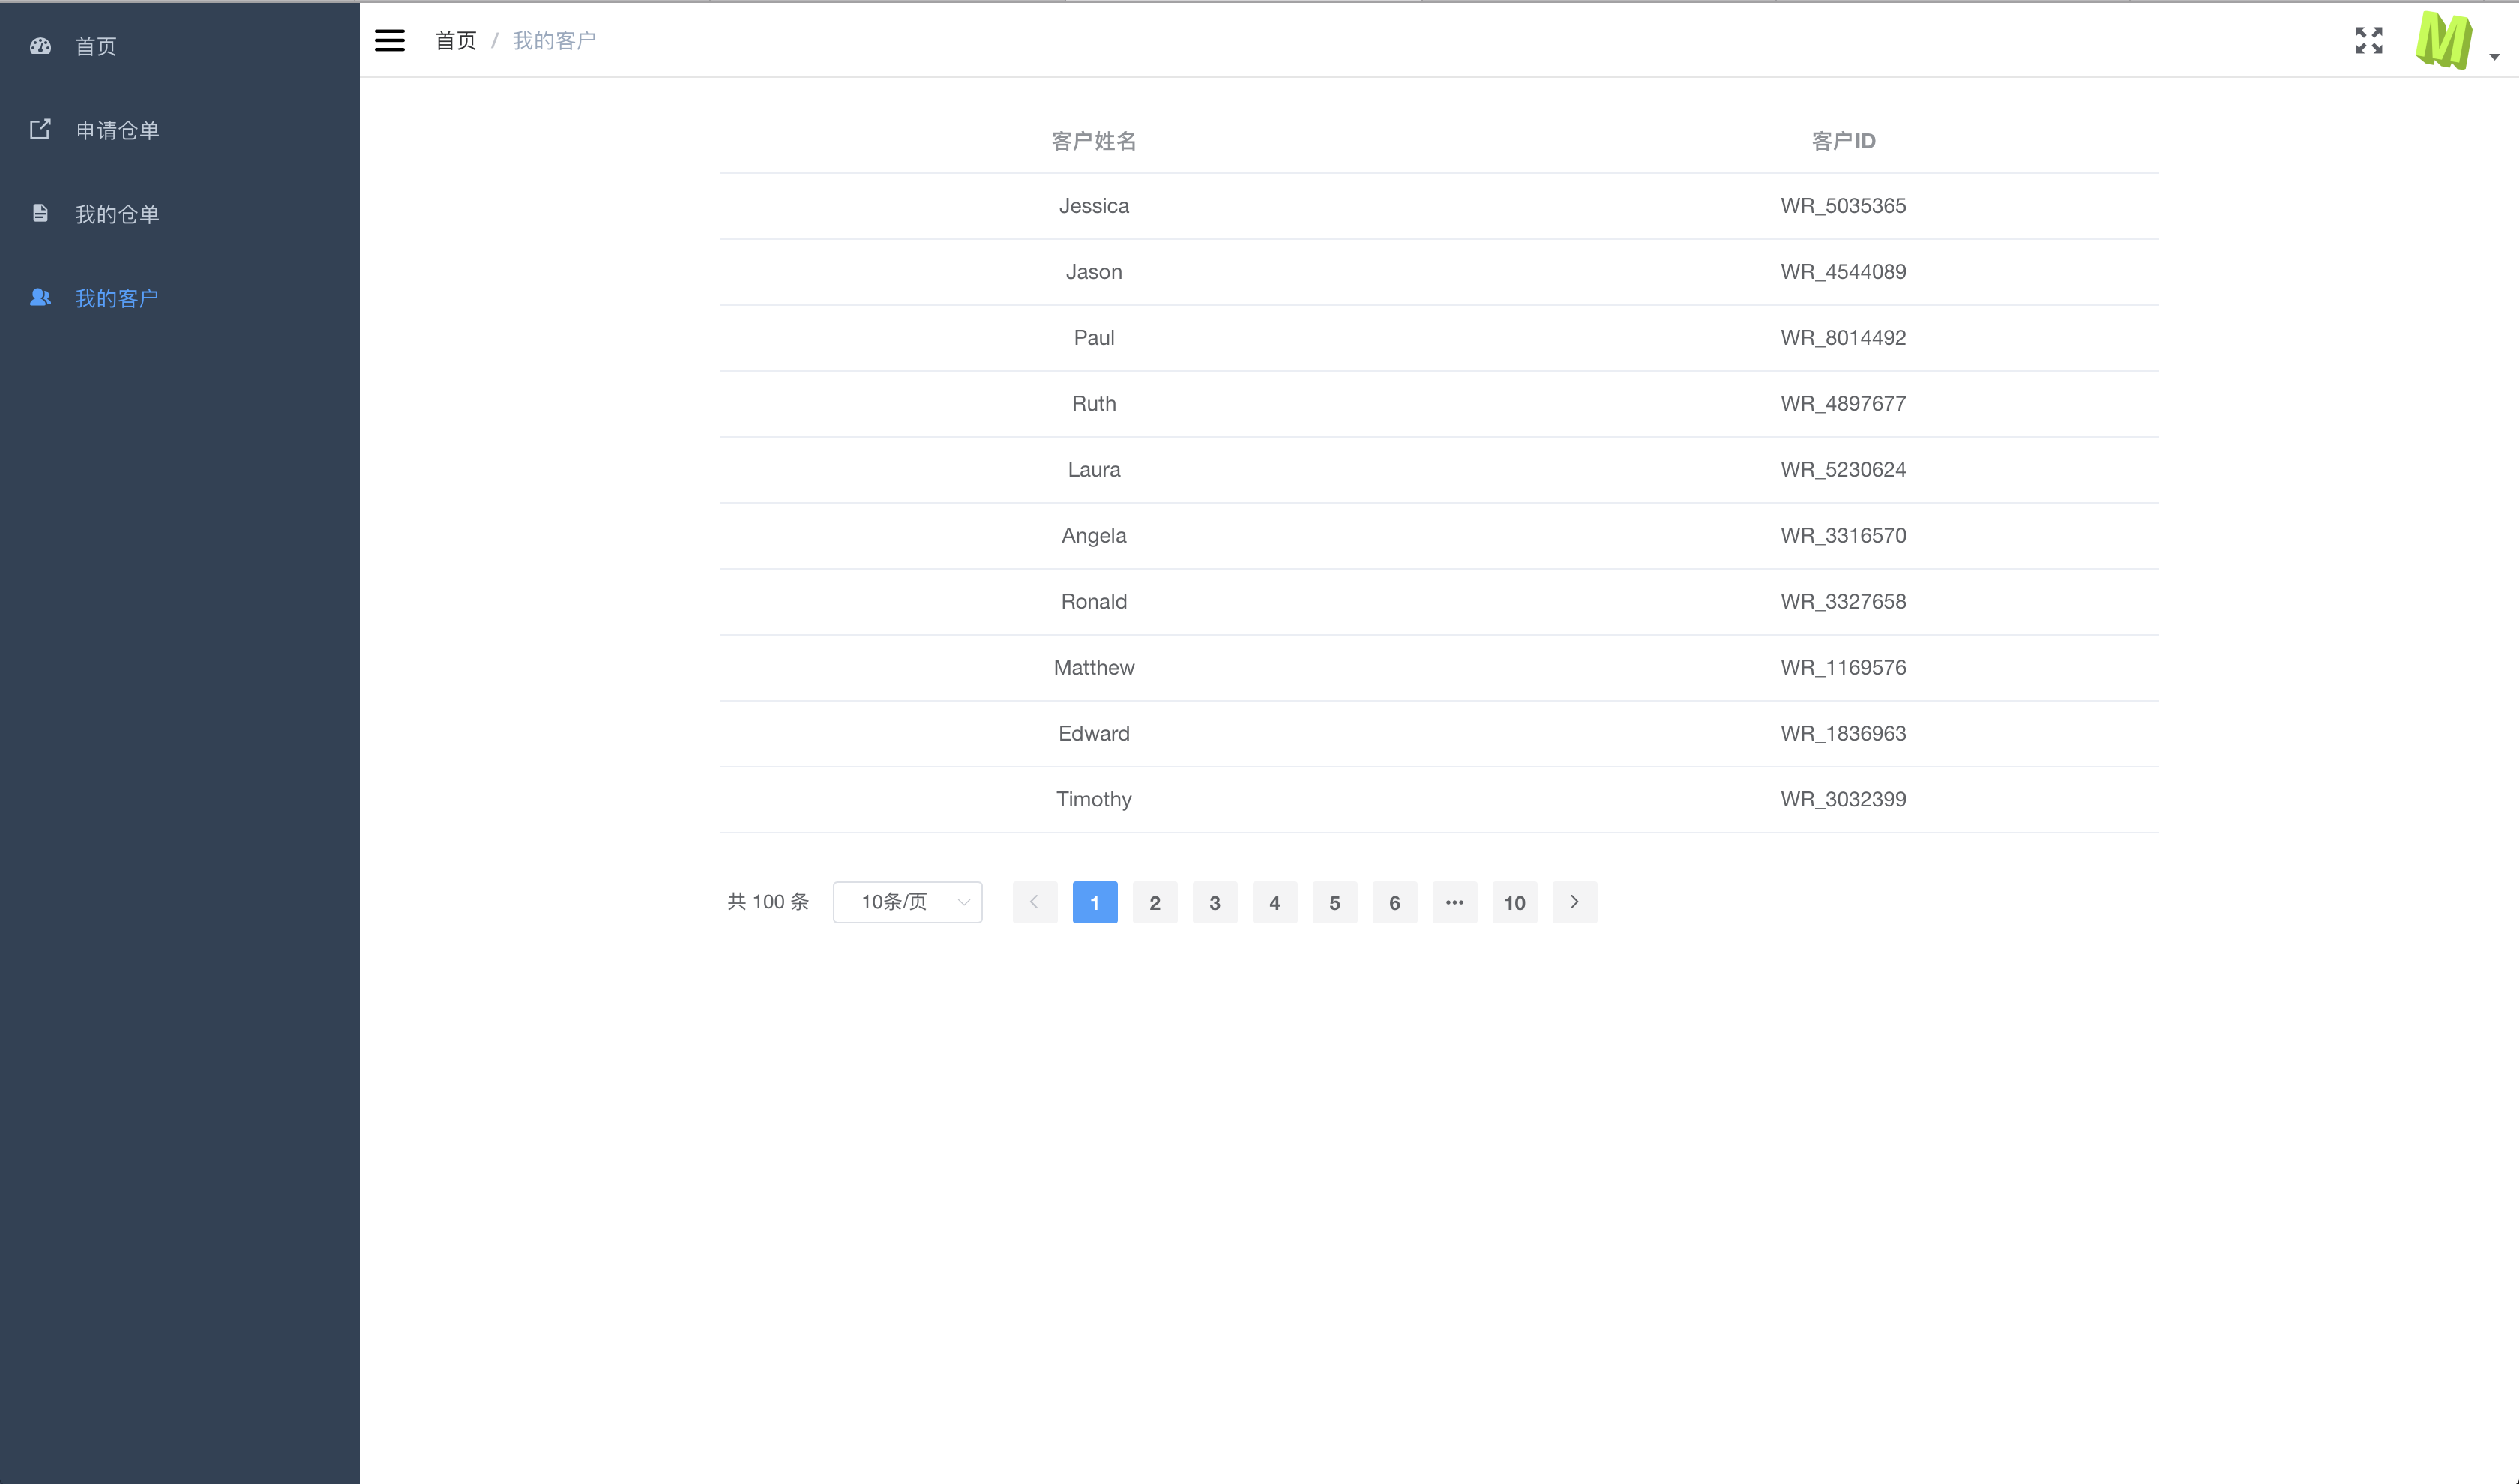 首页
申请仓单
我的仓单
我的客户
首页 / 我的客户
M
客户姓名 客户ID
Jessica WR_5035365
Jason WR_4544089
Paul WR_8014492
Ruth WR_4897677
Laura WR_5230624
Angela WR_3316570
Ronald WR_3327658
Matthew WR_1169576
Edward WR_1836963
Timothy WR_3032399
共 100 条 10条/页 1 2 3 4 5 6 ••• 10